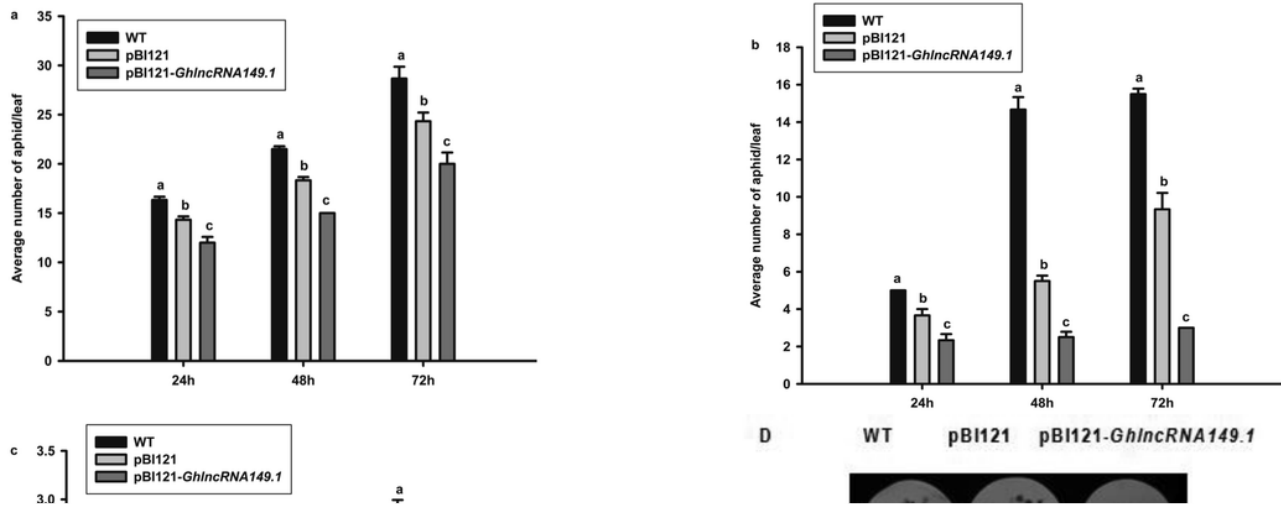 a
WT
pBI121
pBI121-GhlncRNA149.1
Average number of aphid/leaf
35
30
25
20
15
10
5
0
a
b
c
a
b
c
a
b
c
24h
48h
72h
b
WT
pBI121
pBI121-GhlncRNA149.1
Average number of aphid/leaf
18
16
14
12
10
8
6
4
2
0
a
b
c
a
b
c
a
b
c
24h
48h
72h
c
WT
pBI121
pBI121-GhlncRNA149.1
3.5
3.0
a
D WT pBI121 pBI121-GhlncRNA149.1